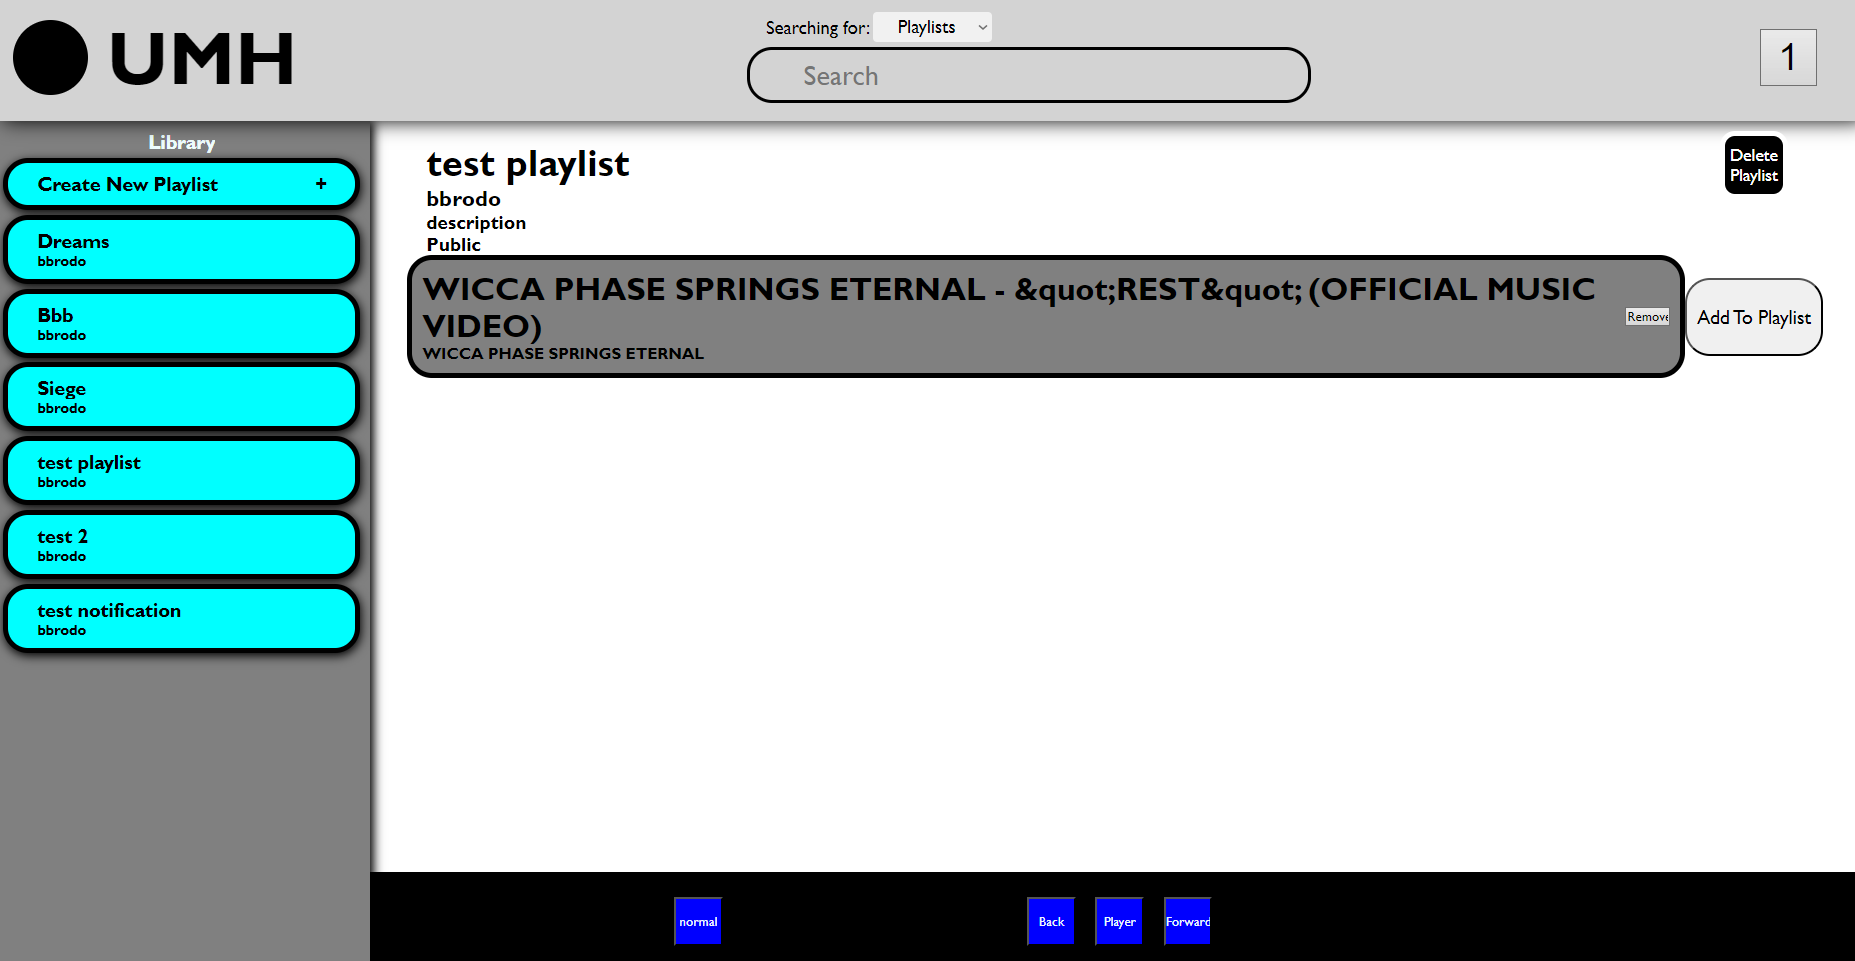 UMH
Searching for: Playlists
Search
1
Library
Create New Playlist +
Dreams
bbrodo
Bbb
bbrodo
Siege
bbrodo
test playlist
bbrodo
test 2
bbrodo
test notification
bbrodo
test playlist
bbrodo
description
Public
Delete
Playlist
WICCA PHASE SPRINGS ETERNAL - &quot;REST&quot; (OFFICIAL MUSIC
VIDEO)
WICCA PHASE SPRINGS ETERNAL
Remove
Add To Playlist
normal
Back
Player
Forward